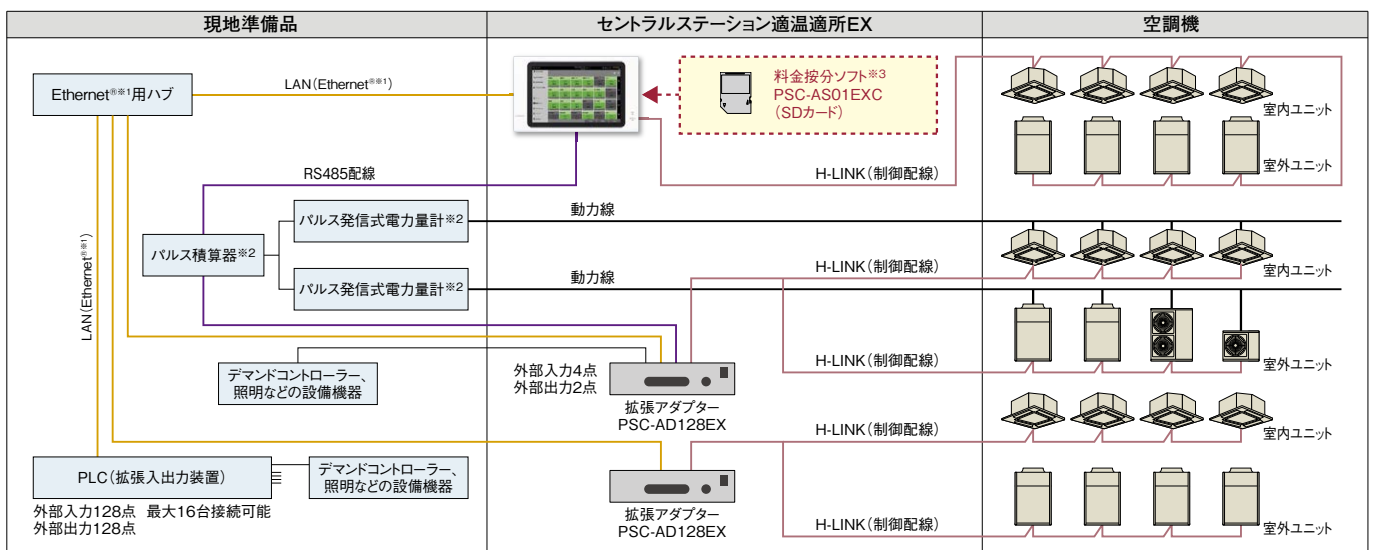 現地準備品
セントラルステーション適温適所EX
空調機
Ethernet®※1用ハブ
LAN(Ethernet®※1)
料金按分ソフト※3
PSC-AS01EXC
(SDカード)
室内ユニット
室外ユニット
RS485配線
H-LINK(制御配線)
パルス発信式電力量計※2
動力線
パルス積算器※2
H-LINK(制御配線)
室内ユニット
パルス発信式電力量計※2
動力線
LAN(Ethernet®※1)
デマンドコントローラー、
照明などの設備機器
外部入力4点
外部出力2点
拡張アダプター
PSC-AD128EX
H-LINK(制御配線)
室外ユニット
H-LINK(制御配線)
室内ユニット
PLC(拡張入出力装置)
デマンドコントローラー、
照明などの設備機器
外部入力128点 最大16台接続可能
外部出力128点
拡張アダプター
PSC-AD128EX
H-LINK(制御配線)
室外ユニット